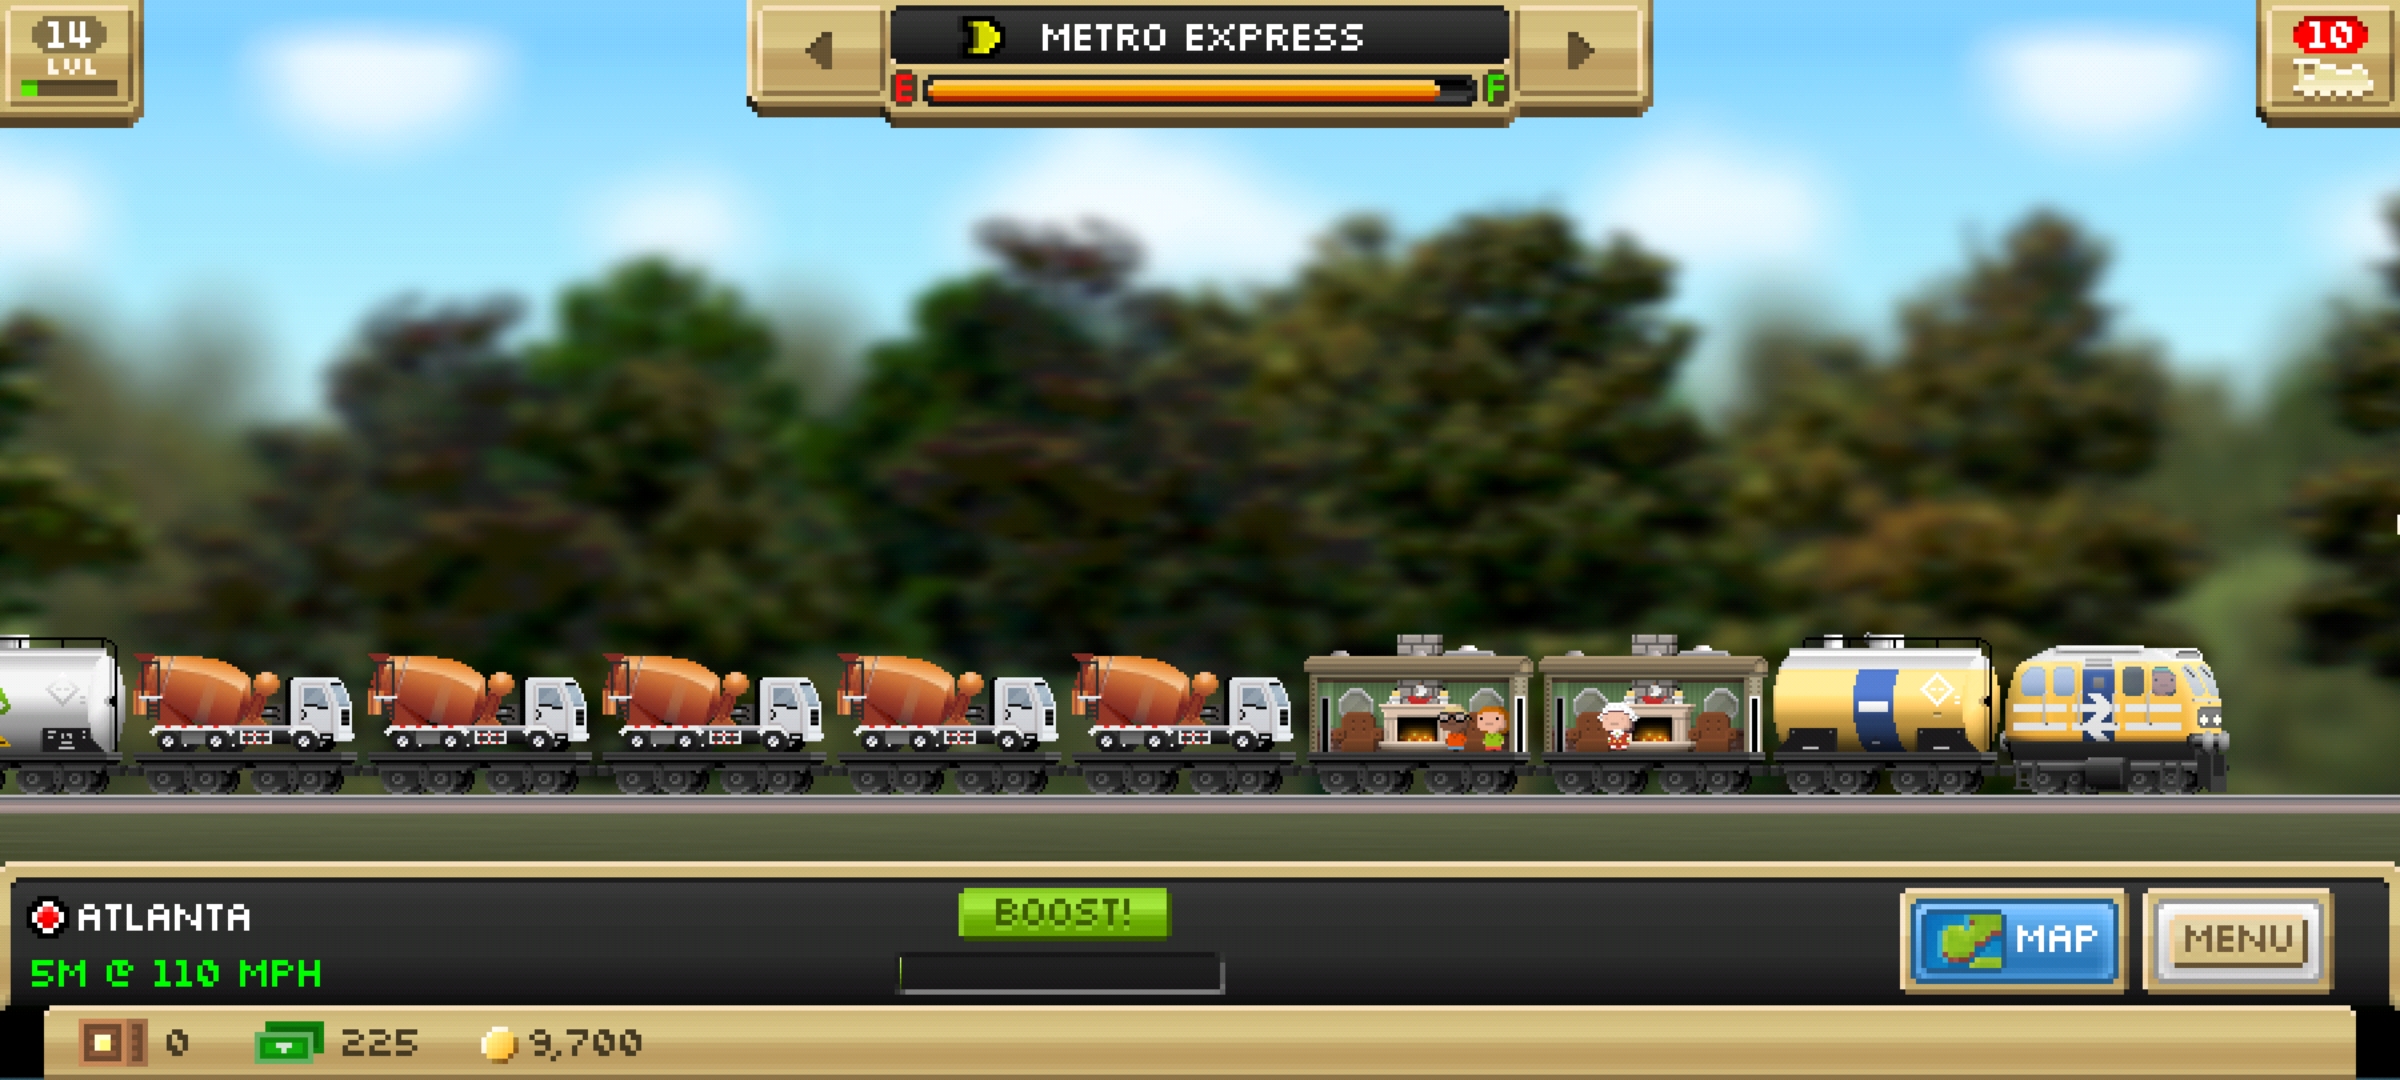 14
LVL
METRO EXPRESS
E F
10
ATLANTA
5M @ 110 MPH
BOOST!
MAP
MENU
0
225
9,700